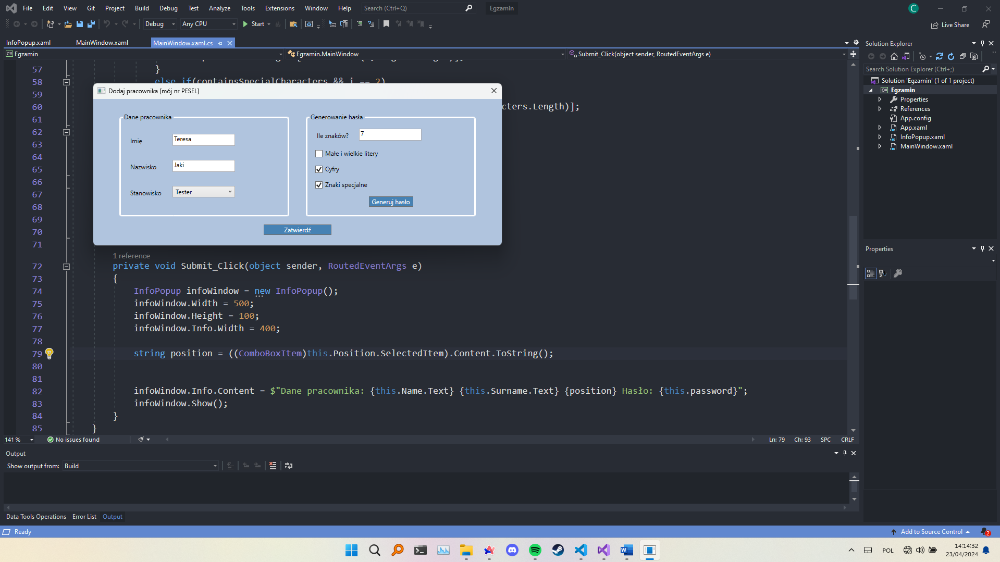 File Edit View Git Project Build Debug Test Analyze Tools Extensions Window Help Search (Ctrl+Q) Egzamin C
Debug Any CPU Start Live Share
InfoPopup.xaml MainWindow.xaml MainWindow.xaml.cs
Egzamin Egzamin.MainWindow Submit_Click(object sender, RoutedEventArgs e)
57 }
58 else if(containsSpecialCharacters && i == 2)
59
60 cters.Length)];
61
62
63
64
65
66
67
68
69
70
71
Dodaj pracownika [mój nr PESEL]
Dane pracownika
Imię Teresa
Nazwisko Jaki
Stanowisko Tester
Generowanie hasła
Ile znaków? 7
Małe i wielkie litery
Cyfry
Znaki specjalne
Generuj hasło
Zatwierdź
1 reference
72 private void Submit_Click(object sender, RoutedEventArgs e)
73 {
74 InfoPopup infoWindow = new InfoPopup();
75 infoWindow.Width = 500;
76 infoWindow.Height = 100;
77 infoWindow.Info.Width = 400;
78
79 string position = ((ComboBoxItem)this.Position.SelectedItem).Content.ToString();
80
81
82 infoWindow.Info.Content = $"Dane pracownika: {this.Name.Text} {this.Surname.Text} {position} Hasło: {this.password}";
83 infoWindow.Show();
84 }
85 }
141 % No issues found Ln: 79 Ch: 93 SPC CRLF
Output
Show output from: Build
Data Tools Operations Error List Output
Ready Add to Source Control 2
Solution Explorer
Search Solution Explorer (Ctrl+;)
Solution 'Egzamin' (1 of 1 project)
C# Egzamin
Properties
References
App.config
App.xaml
InfoPopup.xaml
MainWindow.xaml
Properties
POL
14:14:32
23/04/2024